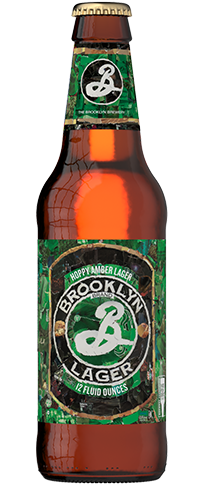 B
THE BROOKLYN BREWERY
HOPPY AMBER LAGER
BROOKLYN
BRAND
B
LAGER
12 FLUID OUNCES